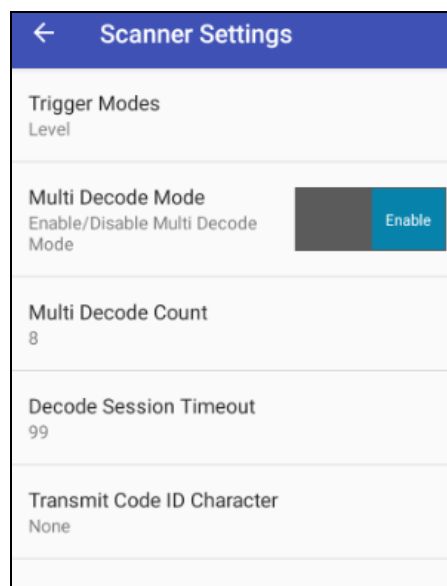 Scanner Settings
Trigger Modes
Level
Multi Decode Mode
Enable/Disable Multi Decode
Mode
Enable
Multi Decode Count
8
Decode Session Timeout
99
Transmit Code ID Character
None